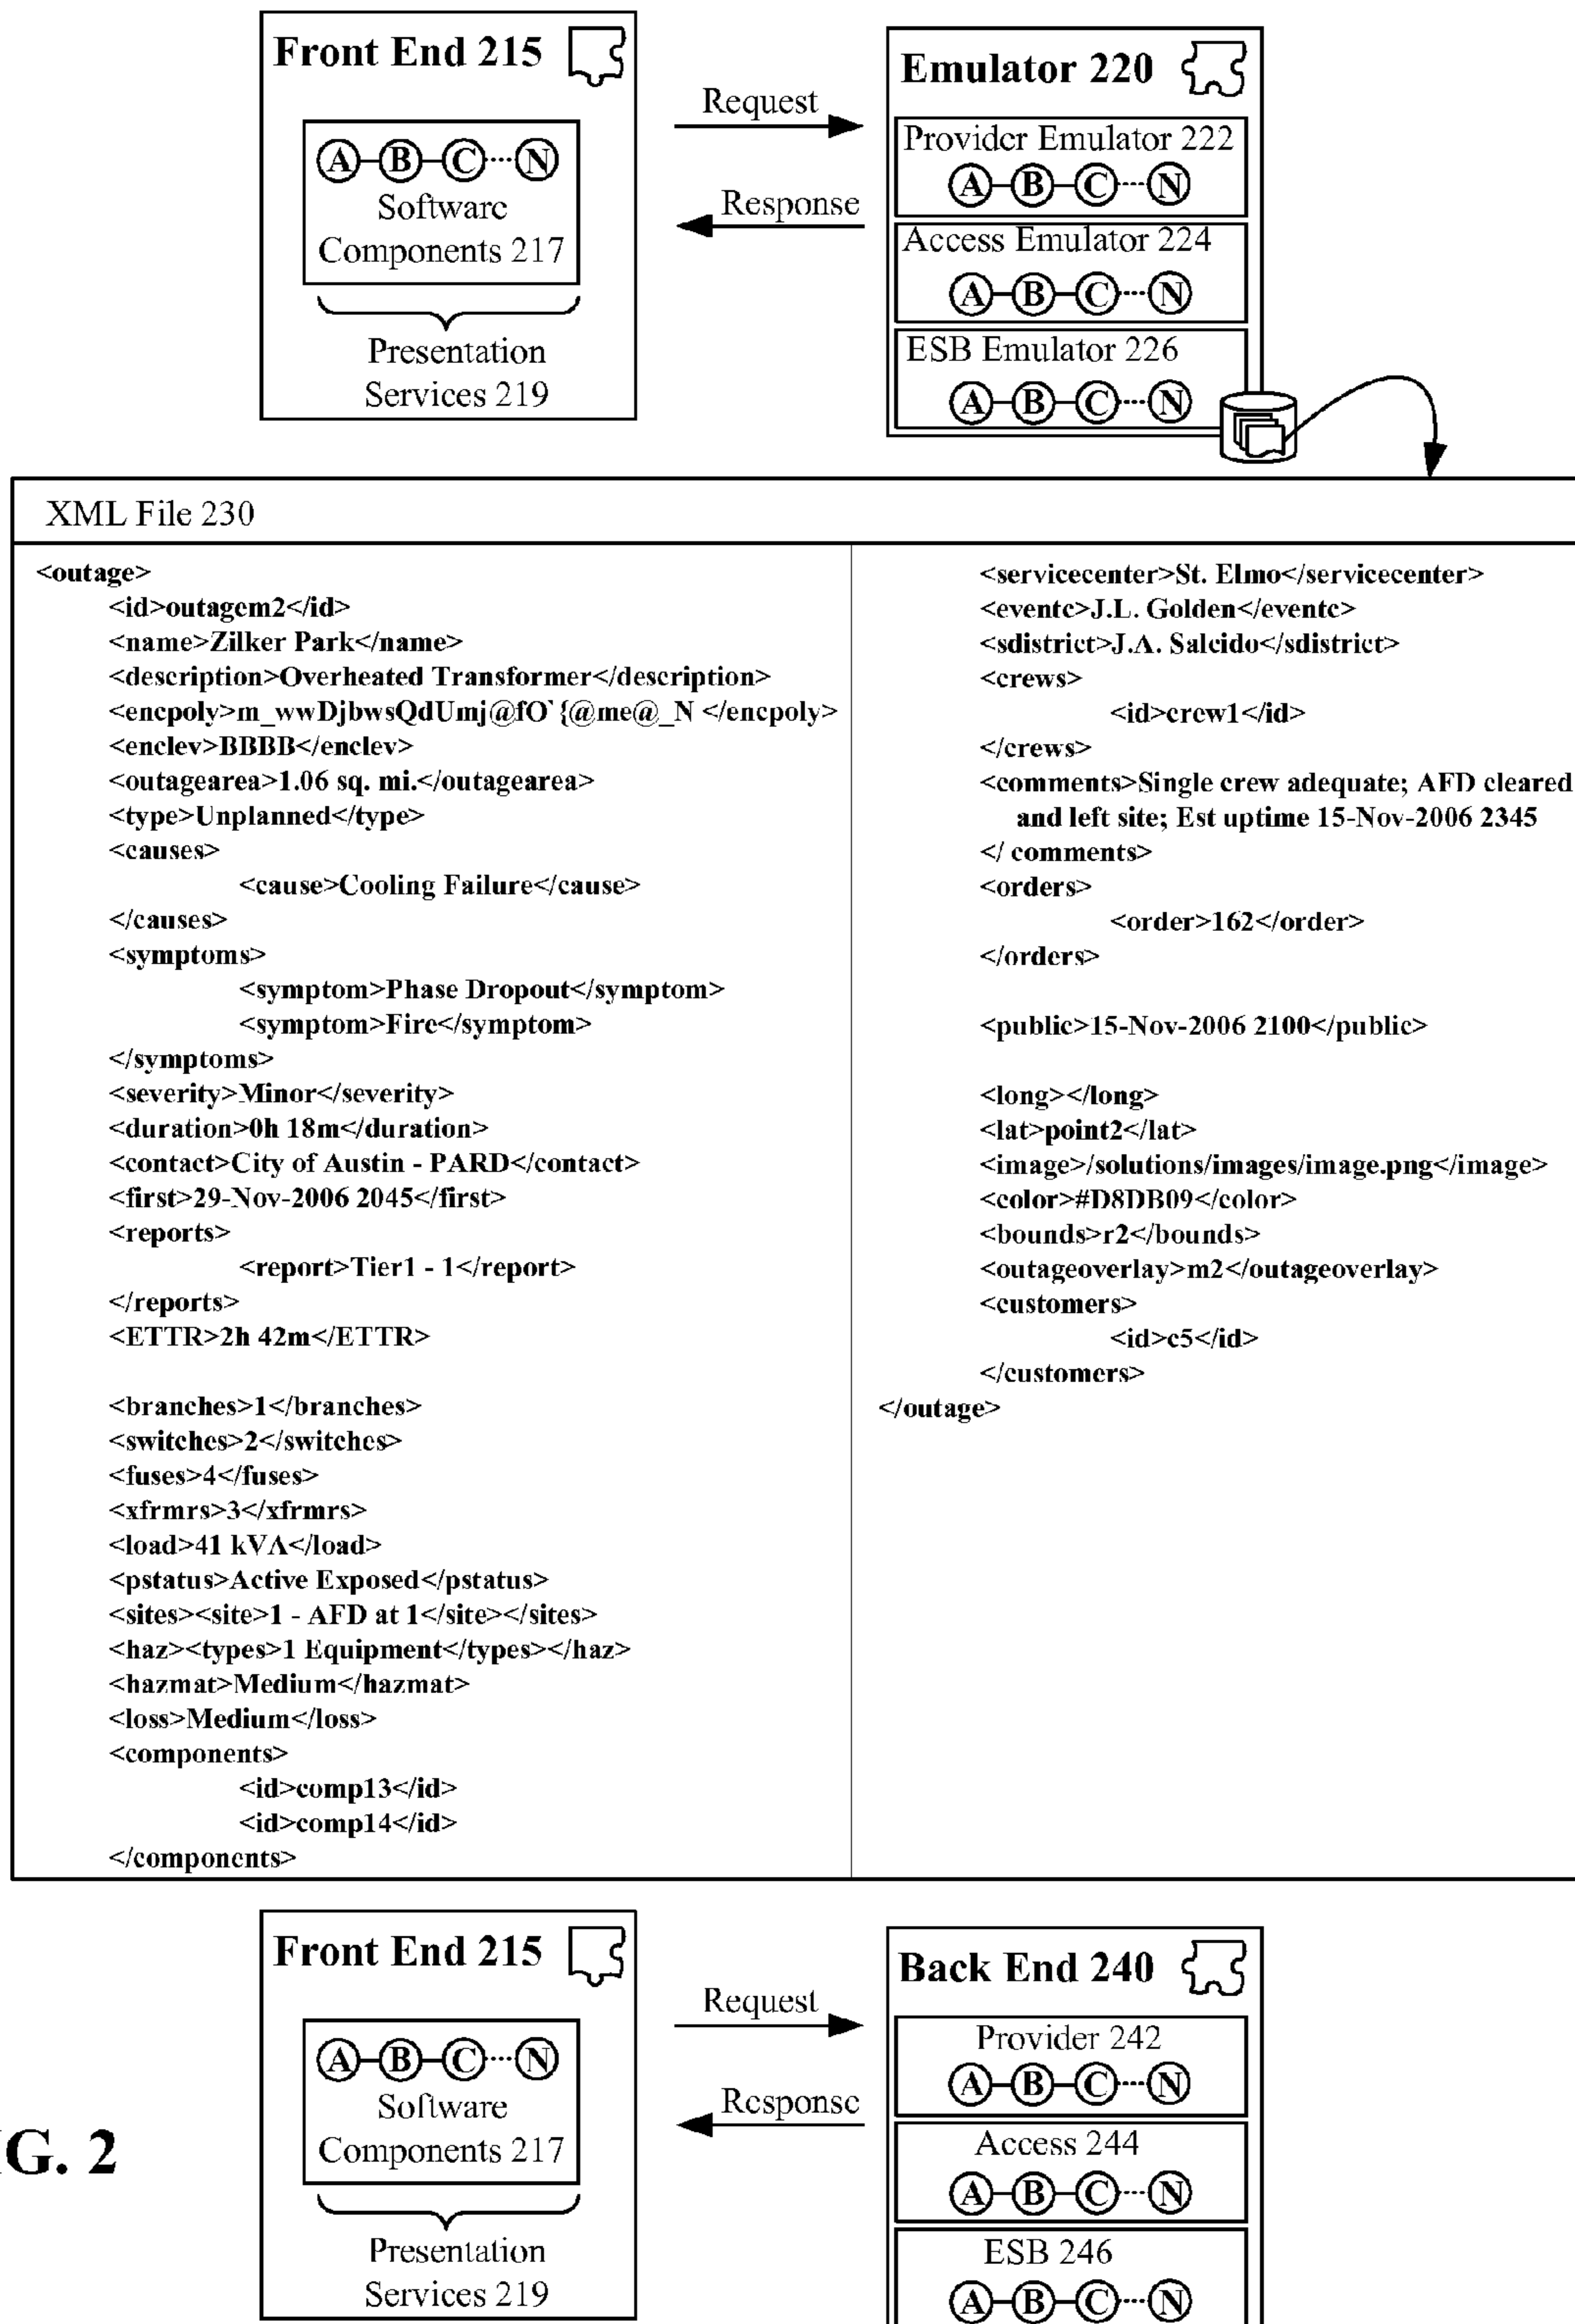 Front End 215
A B C N
Software
Components 217
Presentation
Services 219
Request
Response
Emulator 220
Provider Emulator 222
A B C N
Access Emulator 224
A B C N
ESB Emulator 226
A B C N
XML File 230
<outage>
<id>outagem2</id>
<name>Zilker Park</name>
<description>Overheated Transformer</description>
<encpoly>m_wwDjbwsQdUmj@fO`{@me@_N </encpoly>
<enclev>BBBB</enclev>
<outagearea>1.06 sq. mi.</outagearea>
<type>Unplanned</type>
<causes>
<cause>Cooling Failure</cause>
</causes>
<symptoms>
<symptom>Phase Dropout</symptom>
<symptom>Fire</symptom>
</symptoms>
<severity>Minor</severity>
<duration>0h 18m</duration>
<contact>City of Austin - PARD</contact>
<first>29-Nov-2006 2045</first>
<reports>
<report>Tier1 - 1</report>
</reports>
<ETTR>2h 42m</ETTR>
<branches>1</branches>
<switches>2</switches>
<fuses>4</fuses>
<xfrmrs>3</xfrmrs>
<load>41 kVA</load>
<pstatus>Active Exposed</pstatus>
<sites><site>1 - AFD at 1</site></sites>
<haz><types>1 Equipment</types></haz>
<hazmat>Medium</hazmat>
<loss>Medium</loss>
<components>
<id>comp13</id>
<id>comp14</id>
</components>
<servicecenter>St. Elmo</servicecenter>
<eventc>J.L. Golden</eventc>
<sdistrict>J.A. Salcido</sdistrict>
<crews>
<id>crew1</id>
</crews>
<comments>Single crew adequate; AFD cleared
and left site; Est uptime 15-Nov-2006 2345
</ comments>
<orders>
<order>162</order>
</orders>
<public>15-Nov-2006 2100</public>
<long></long>
<lat>point2</lat>
<image>/solutions/images/image.png</image>
<color>#D8DB09</color>
<bounds>r2</bounds>
<outageoverlay>m2</outageoverlay>
<customers>
<id>c5</id>
</customers>
</outage>
Front End 215
A B C N
Software
Components 217
Presentation
Services 219
Request
Response
Back End 240
Provider 242
A B C N
Access 244
A B C N
ESB 246
A B C N
G. 2